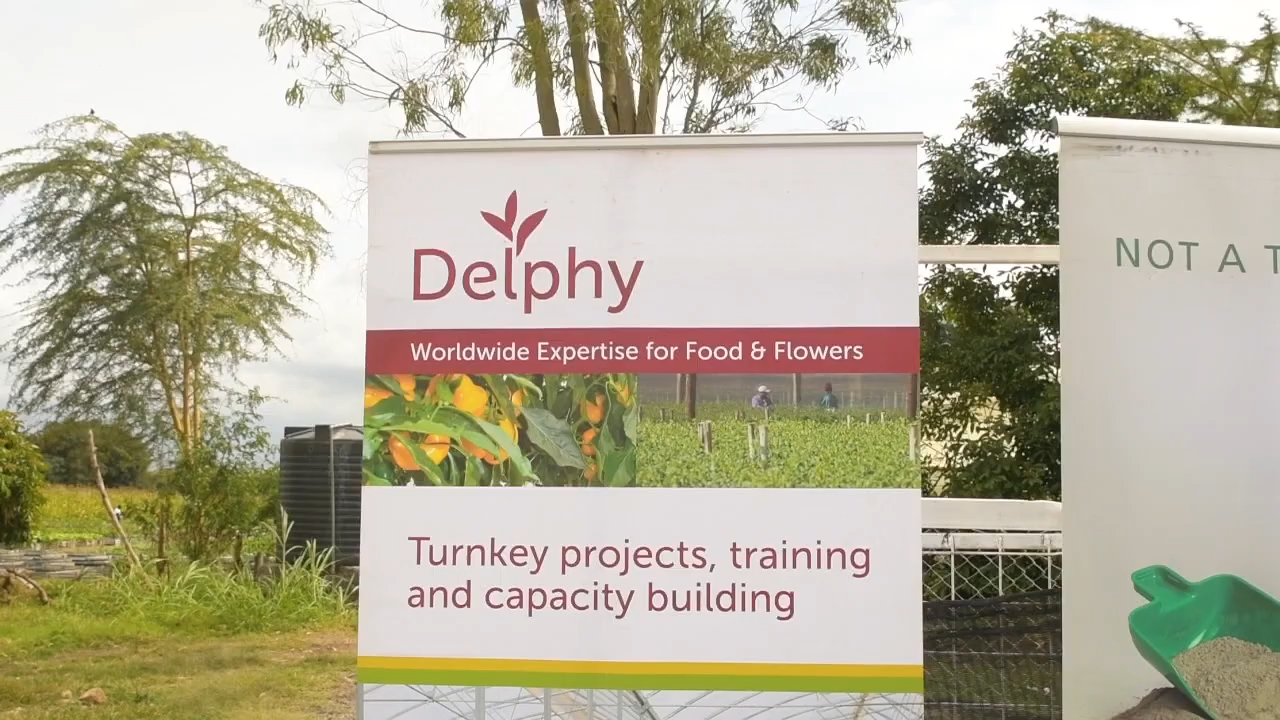 Delphy
Worldwide Expertise for Food & Flowers
Turnkey projects, training
and capacity building
NOT A